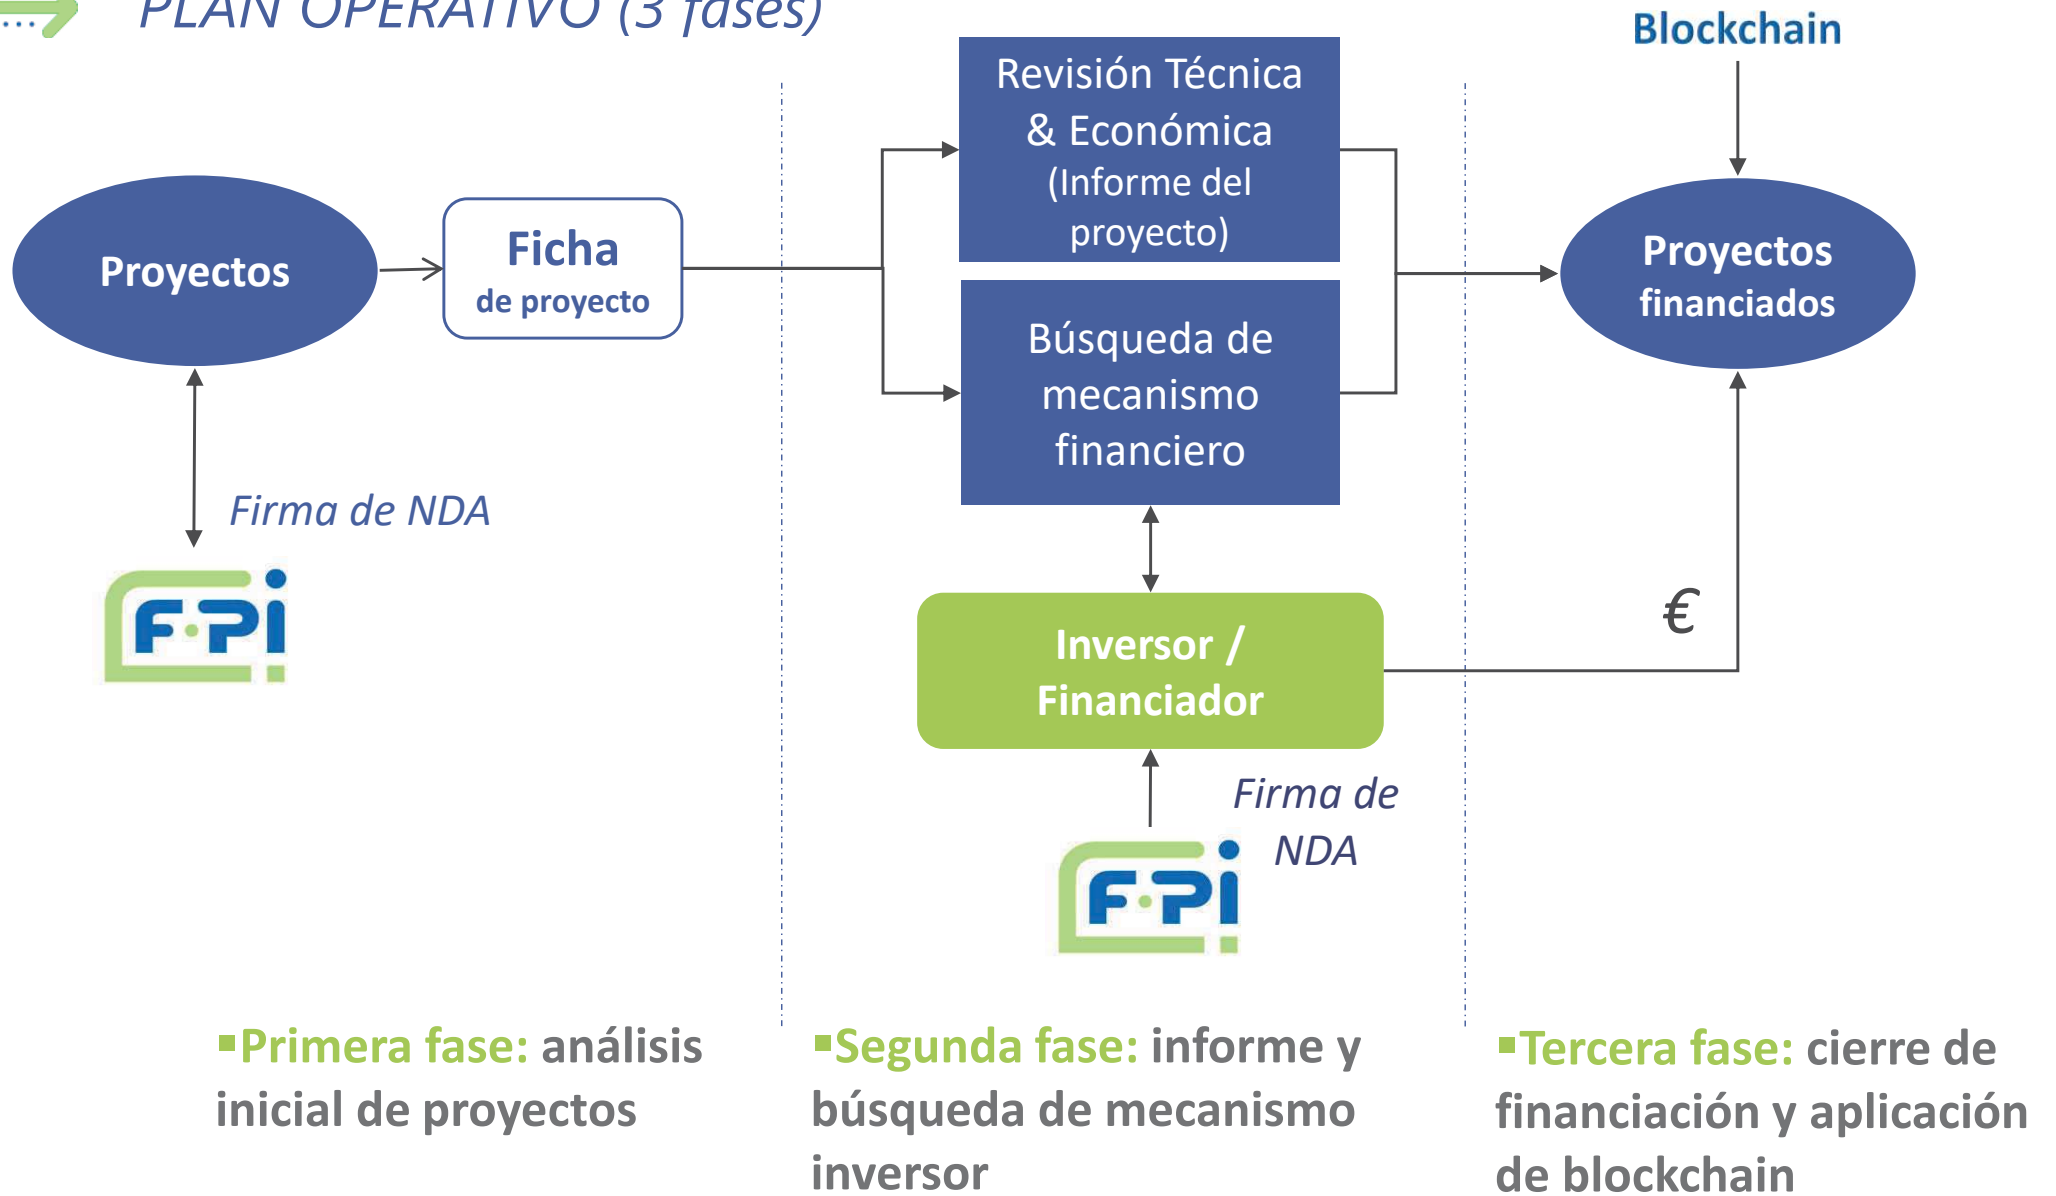 PLAN OPERATIVO (3 fases)
Blockchain
Revisión Técnica
& Económica
(Informe del
proyecto)
Proyectos
Ficha
de proyecto
Proyectos
financiados
Búsqueda de
mecanismo
financiero
Firma de NDA
F·Pi
Inversor /
Financiador
€
Firma de
NDA
F·Pi
▪Primera fase: análisis
inicial de proyectos
▪Segunda fase: informe y
búsqueda de mecanismo
inversor
▪Tercera fase: cierre de
financiación y aplicación
de blockchain